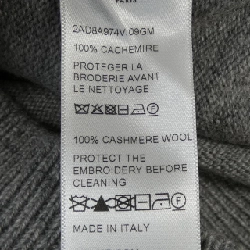 2AD8A974V.09GM
100% CACHEMIRE
PROTEGER LA
BRODERIE AVANT
LE NETTOYAGE
100% CASHMERE WOOL
PROTECT THE
EMBROIDERY BEFORE
CLEANING
MADE IN ITALY